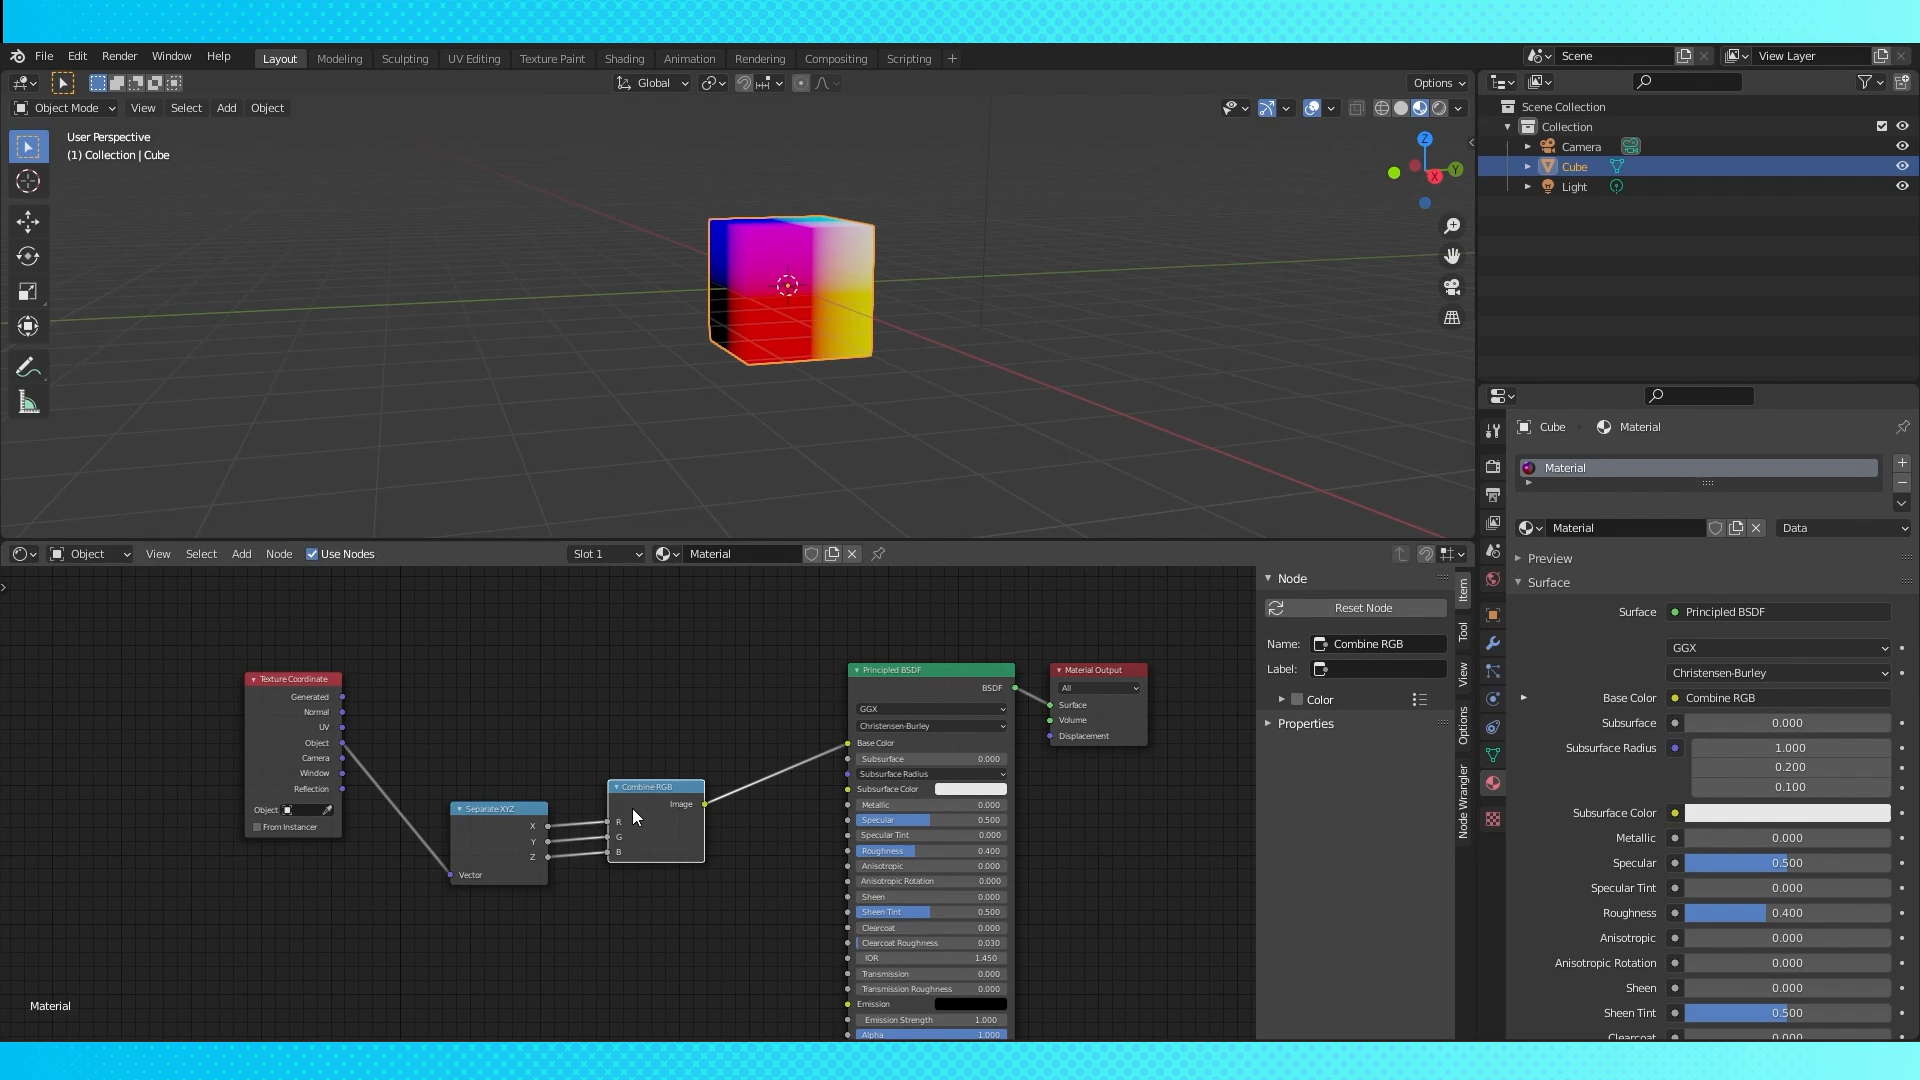 File Edit Render Window Help Layout Modeling Sculpting UV Editing Texture Paint Shading Animation Rendering Compositing Scripting + Scene View Layer
Global Options
Object Mode View Select Add Object
User Perspective
(1) Collection | Cube
Z
Y
X
Scene Collection
Collection
Camera
Cube
Light
Cube Material
Material
Material Data
Preview
Surface
Surface Principled BSDF
GGX
Christensen-Burley
Base Color Combine RGB
Subsurface 0.000
Subsurface Radius 1.000
0.200
0.100
Subsurface Color
Metallic 0.000
Specular 0.500
Specular Tint 0.000
Roughness 0.400
Anisotropic 0.000
Anisotropic Rotation 0.000
Sheen 0.000
Sheen Tint 0.500
Clearcoat 0.000
Object View Select Add Node Use Nodes Slot 1 Material
Texture Coordinate
Generated
Normal
UV
Object
Camera
Window
Reflection
Object
From Instancer
Separate XYZ
X
Y
Z
Vector
Combine RGB
Image
R
G
B
Principled BSDF
BSDF
GGX
Christensen-Burley
Base Color
Subsurface 0.000
Subsurface Radius
Subsurface Color
Metallic 0.000
Specular 0.500
Specular Tint 0.000
Roughness 0.400
Anisotropic 0.000
Anisotropic Rotation 0.000
Sheen 0.000
Sheen Tint 0.500
Clearcoat 0.000
Clearcoat Roughness 0.030
IOR 1.450
Transmission 0.000
Transmission Roughness 0.000
Emission
Emission Strength 1.000
Alpha 1.000
Material Output
All
Surface
Volume
Displacement
Node
Reset Node
Name: Combine RGB
Label:
Color
Properties
Item
Tool
View
Options
Node Wrangler
Material